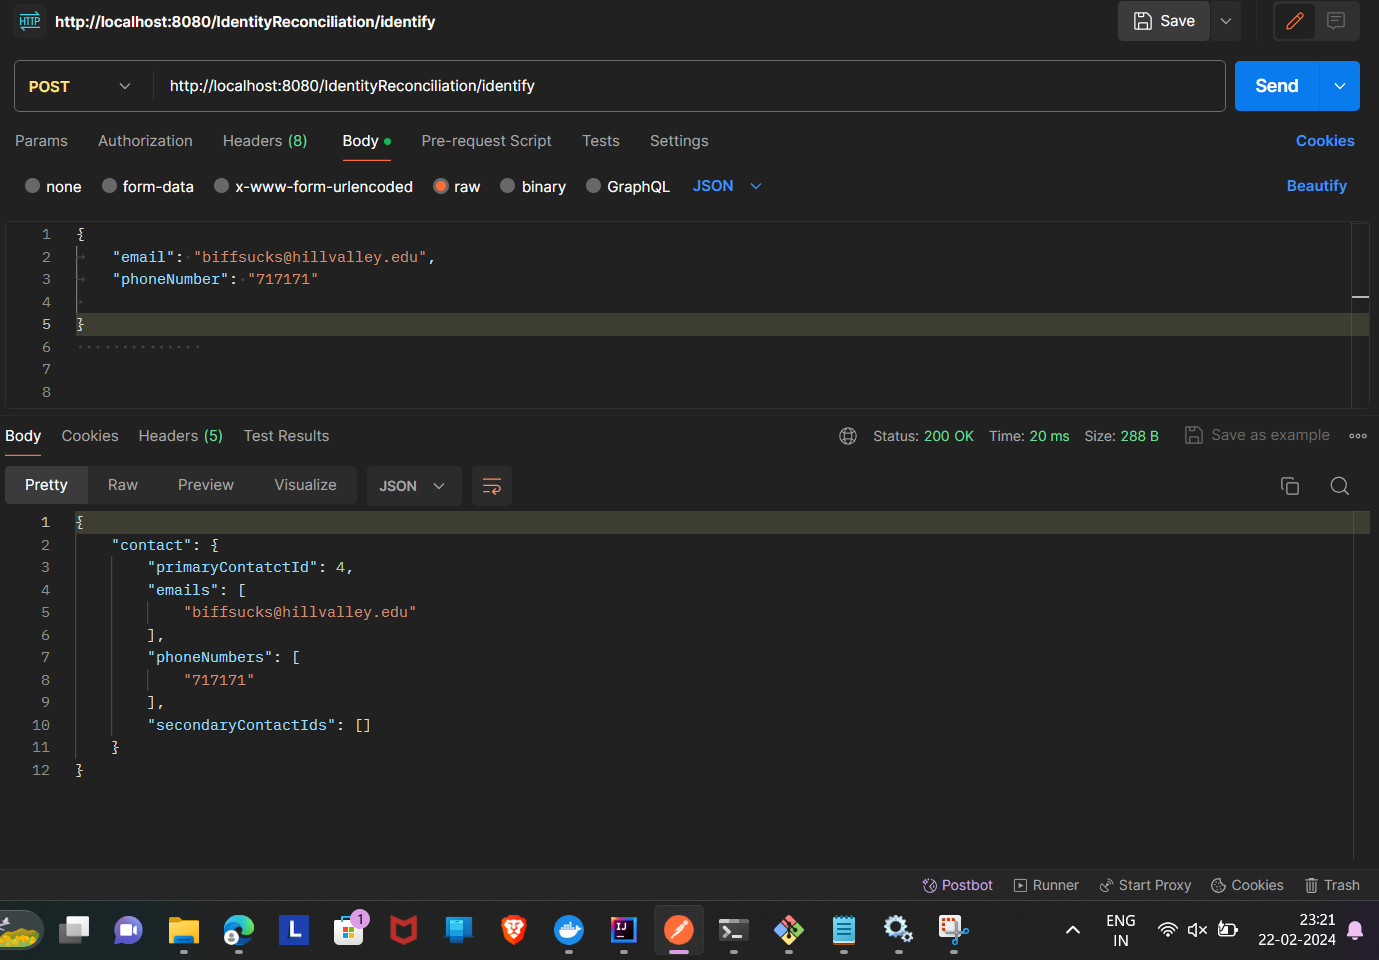 HTTP http://localhost:8080/IdentityReconciliation/identify Save
POST http://localhost:8080/IdentityReconciliation/identify Send
Params Authorization Headers (8) Body Pre-request Script Tests Settings Cookies
none form-data x-www-form-urlencoded raw binary GraphQL JSON Beautify
1 {
2 "email": "biffsucks@hillvalley.edu",
3 "phoneNumber": "717171"
4
5 }
6
7
8
Body Cookies Headers (5) Test Results Status: 200 OK Time: 20 ms Size: 288 B Save as example
Pretty Raw Preview Visualize JSON
1 {
2 "contact": {
3 "primaryContatctId": 4,
4 "emails": [
5 "biffsucks@hillvalley.edu"
6 ],
7 "phoneNumbers": [
8 "717171"
9 ],
10 "secondaryContactIds": []
11 }
12 }
Postbot Runner Start Proxy Cookies Trash
L 1 IJ ENG 23:21
IN 22-02-2024